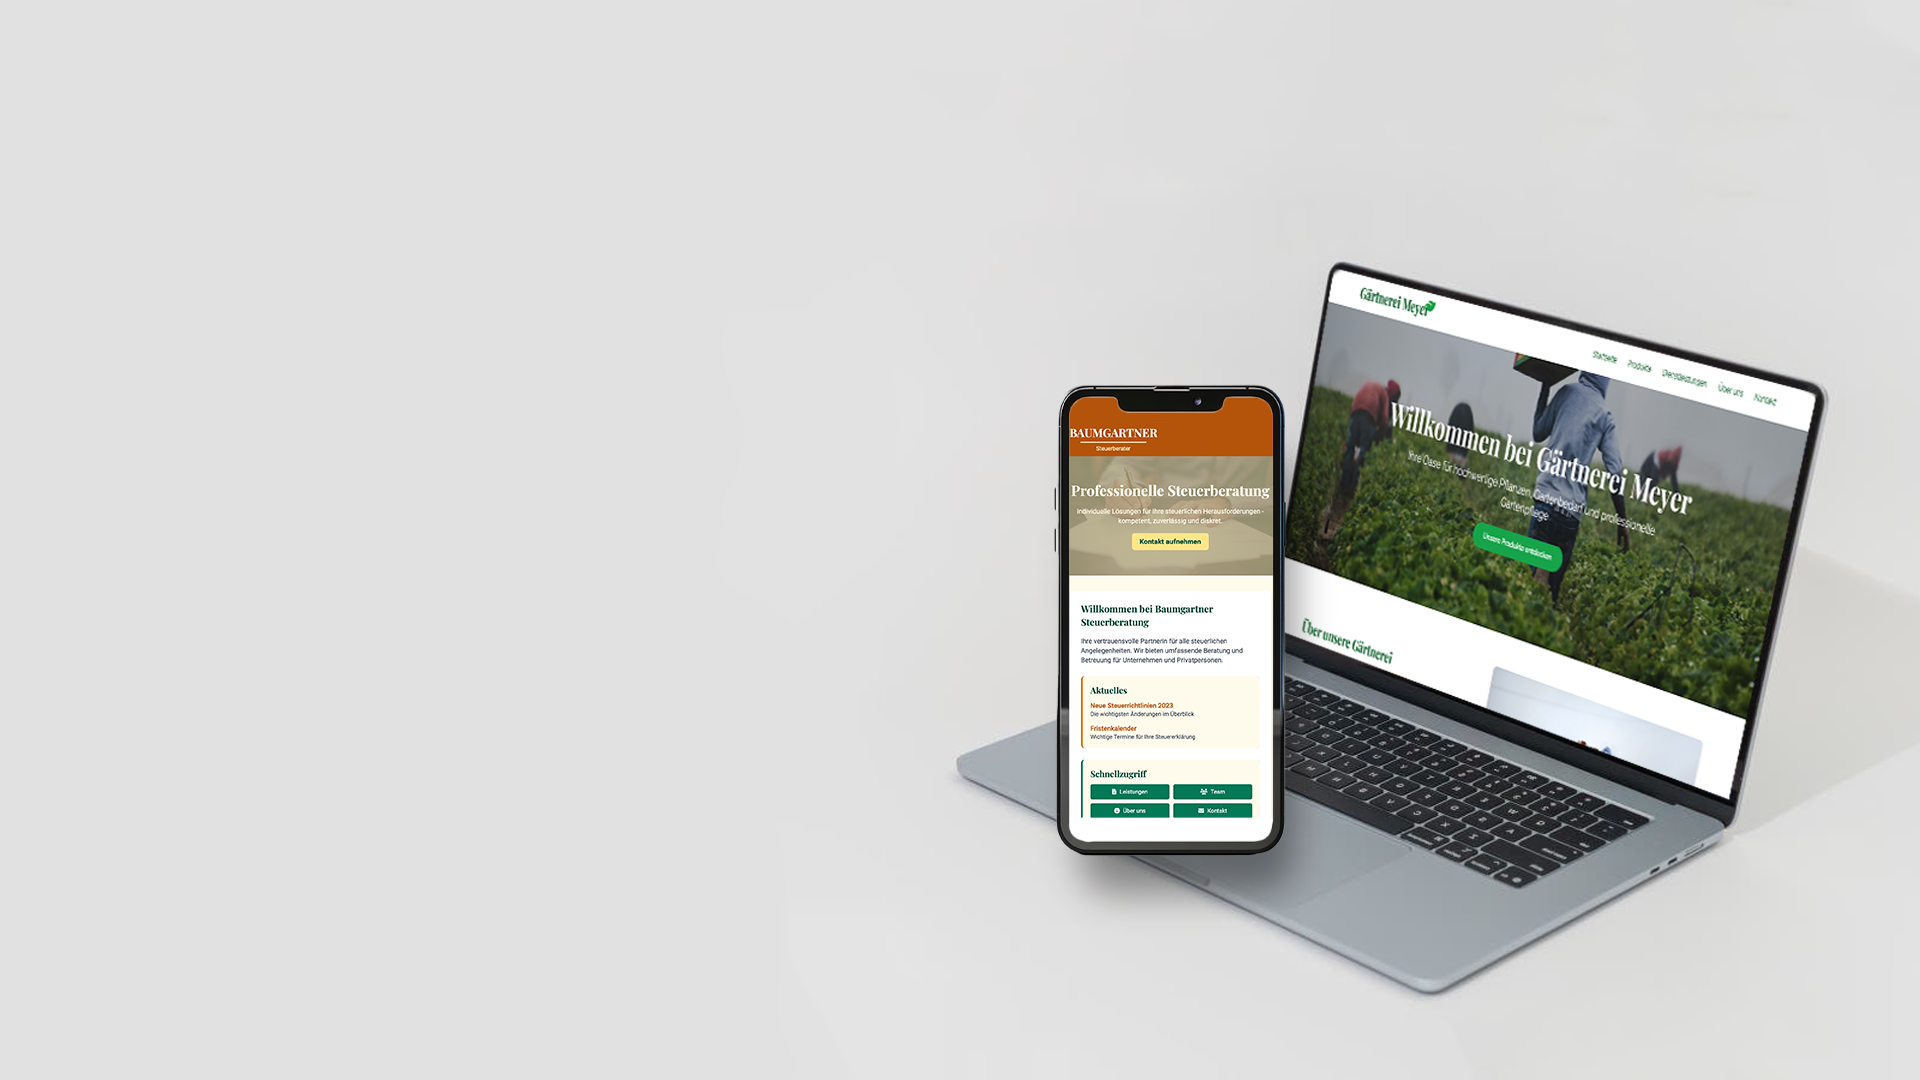 BAUMGARTNER
Steuerberater
Professionelle Steuerberatung
Individuelle Lösungen für Ihre steuerlichen Herausforderungen -
kompetent, zuverlässig und diskret.
Kontakt aufnehmen
Willkommen bei Baumgartner
Steuerberatung
Ihre vertrauensvolle Partnerin für alle steuerlichen
Angelegenheiten. Wir bieten umfassende Beratung und
Betreuung für Unternehmen und Privatpersonen.
Aktuelles
Neue Steuerrichtlinien 2023
Die wichtigsten Änderungen im Überblick
Fristenkalender
Wichtige Termine für Ihre Steuererklärung
Schnellzugriff
Leistungen
Team
Über uns
Kontakt
Gärtnerei Meyer
Startseite Produkte Dienstleistungen Über uns Kontakt
Willkommen bei Gärtnerei Meyer
Ihre Oase für hochwertige Pflanzen, Gartenbedarf und professionelle
Gartenpflege
Unsere Produkte entdecken
Über unsere Gärtnerei